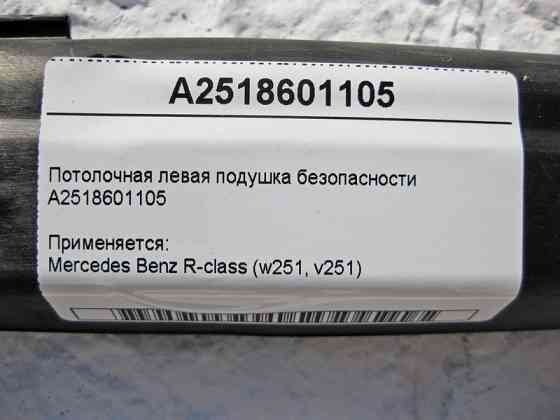 A2518601105
Потолочная левая подушка безопасности
A2518601105
Применяется:
Mercedes Benz R-class (w251, v251)